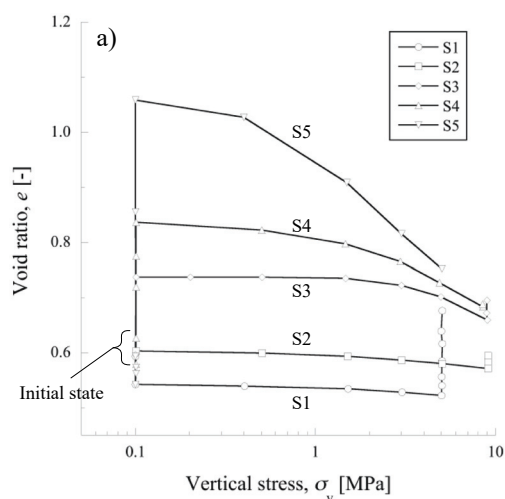 a)
S1
S2
S3
S4
S5
1.2
1.0
0.8
0.6
Void ratio, e [-]
S5
S4
S3
S2
S1
Initial state
0.1
1
10
Vertical stress, σv [MPa]